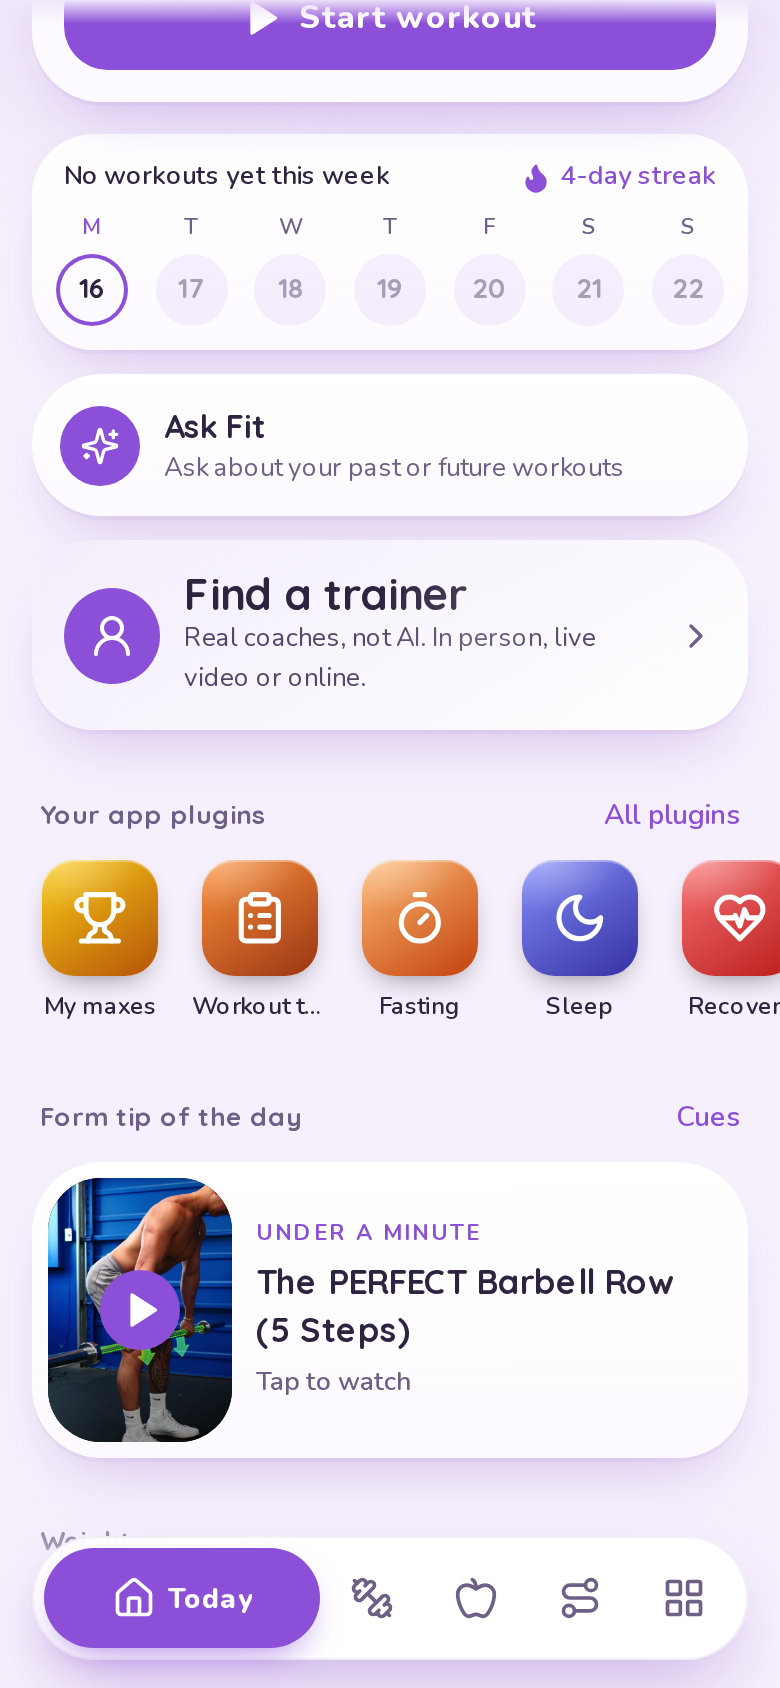 Start workout
No workouts yet this week
4-day streak
M T W T F S S
16 17 18 19 20 21 22
Ask Fit
Ask about your past or future workouts
Find a trainer
Real coaches, not AI. In person, live
video or online.
Your app plugins
All plugins
My maxes
Workout t...
Fasting
Sleep
Recover
Form tip of the day
Cues
UNDER A MINUTE
The PERFECT Barbell Row
(5 Steps)
Tap to watch
Today